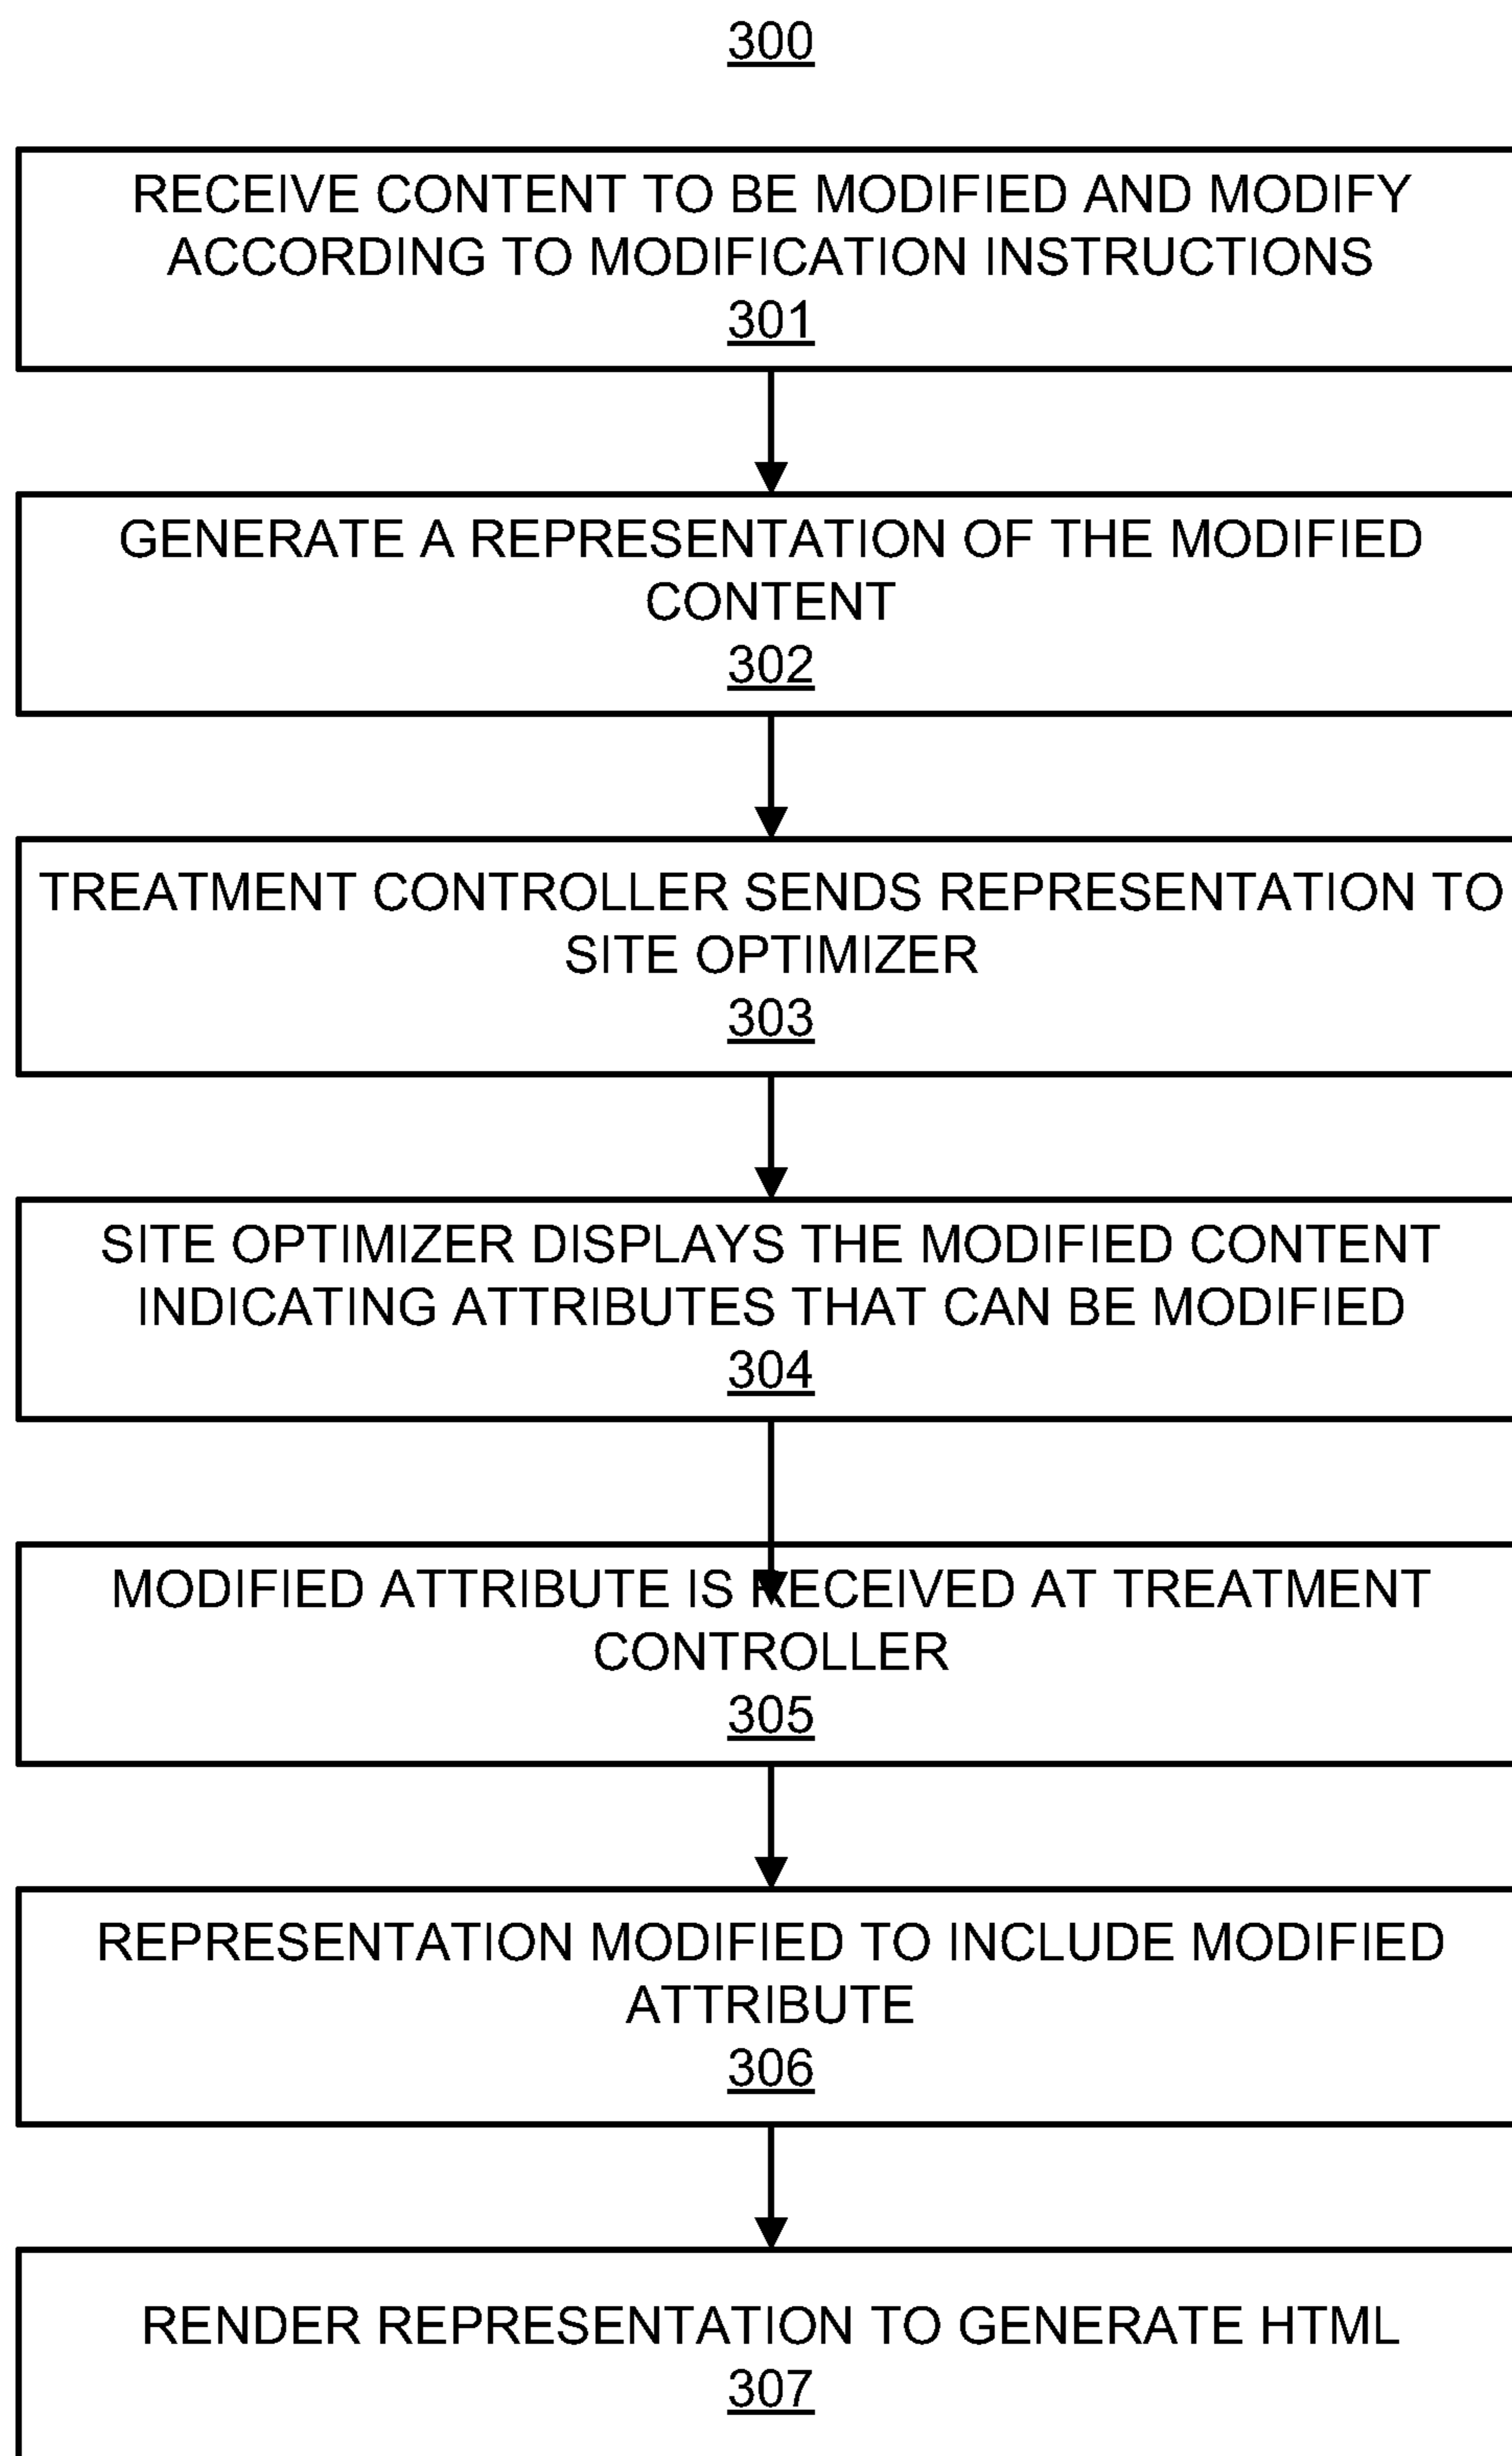 300
RECEIVE CONTENT TO BE MODIFIED AND MODIFY
ACCORDING TO MODIFICATION INSTRUCTIONS
301
GENERATE A REPRESENTATION OF THE MODIFIED
CONTENT
302
TREATMENT CONTROLLER SENDS REPRESENTATION TO
SITE OPTIMIZER
303
SITE OPTIMIZER DISPLAYS THE MODIFIED CONTENT
INDICATING ATTRIBUTES THAT CAN BE MODIFIED
304
MODIFIED ATTRIBUTE IS RECEIVED AT TREATMENT
CONTROLLER
305
REPRESENTATION MODIFIED TO INCLUDE MODIFIED
ATTRIBUTE
306
RENDER REPRESENTATION TO GENERATE HTML
307